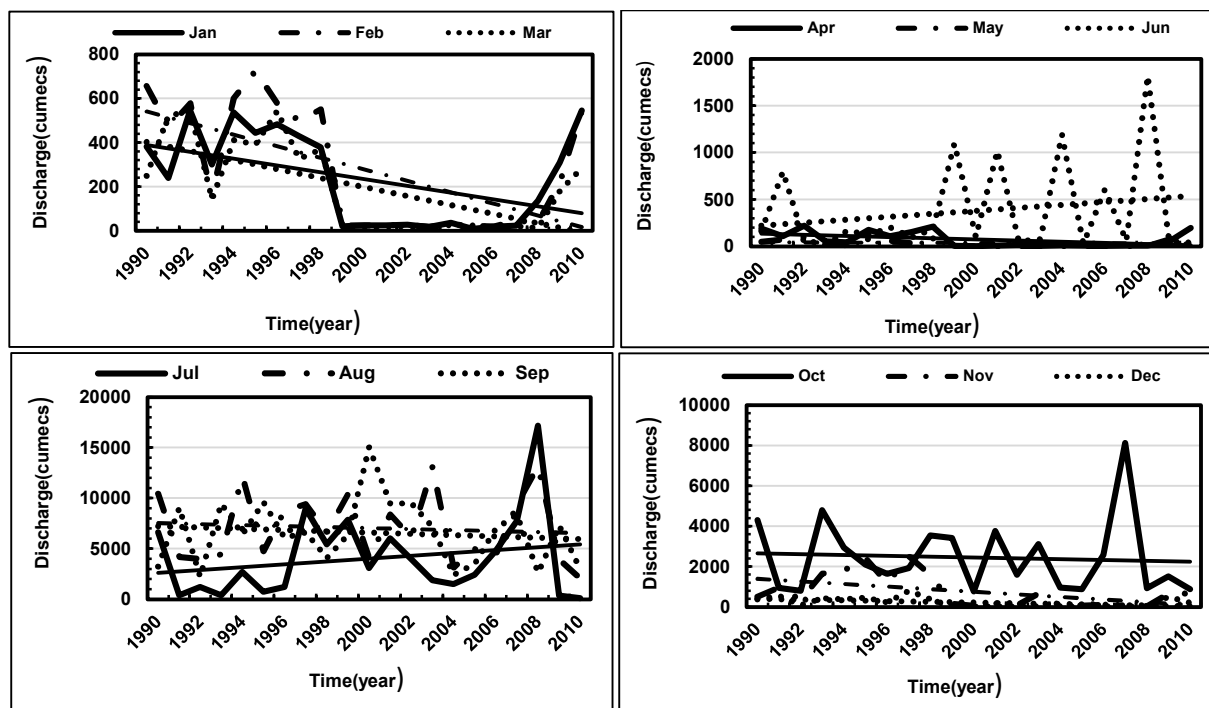 Jan Feb Mar
800
600
400
200
0
Discharge(cumecs)
1990 1992 1994 1996 1998 2000 2002 2004 2006 2008 2010
Time(year)
Apr May Jun
2000
1500
1000
500
0
Discharge(cumecs)
1990 1992 1994 1996 1998 2000 2002 2004 2006 2008 2010
Time(year)
Jul Aug Sep
20000
15000
10000
5000
0
Discharge(cumecs)
1990 1992 1994 1996 1998 2000 2002 2004 2006 2008 2010
Time(year)
Oct Nov Dec
10000
8000
6000
4000
2000
0
Discharge(cumecs)
1990 1992 1994 1996 1998 2000 2002 2004 2006 2008 2010
Time(year)